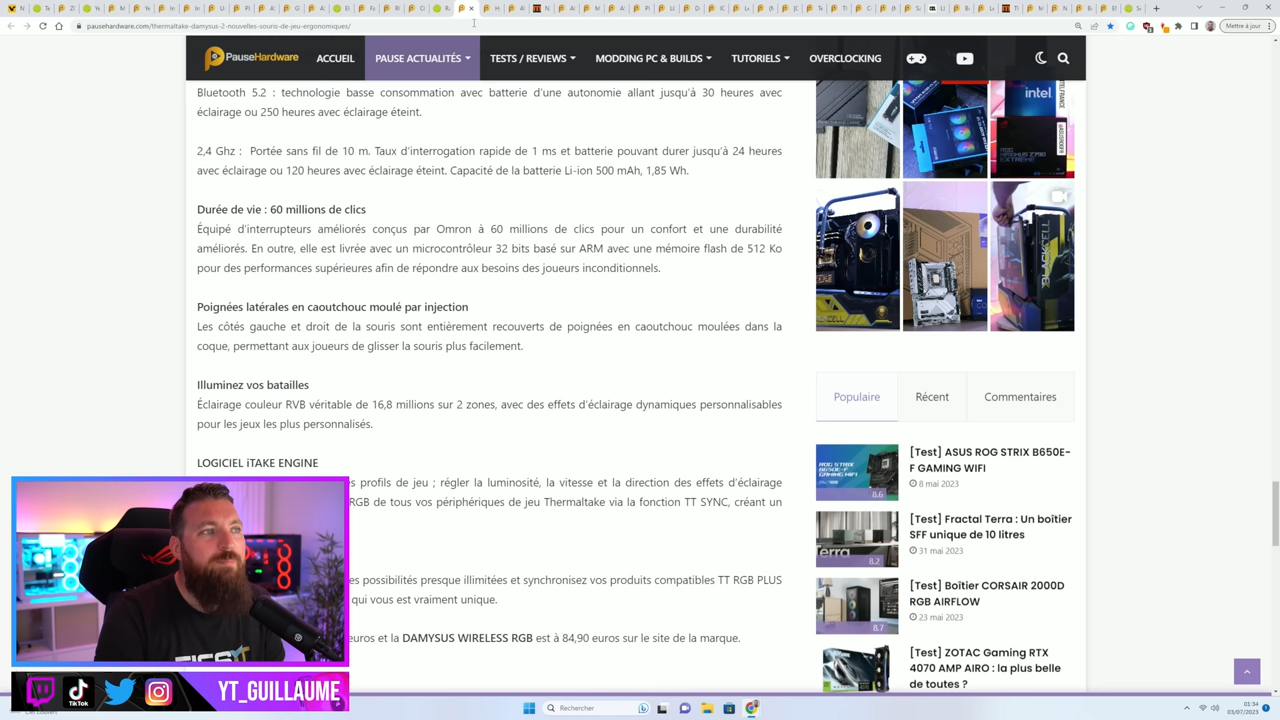 pausehardware.com/thermaltake-damysus-2-nouvelles-souris-de-jeu-ergonomiques/
Mettre à jour
PauseHardware
ACCUEIL
PAUSE ACTUALITÉS
TESTS / REVIEWS
MODDING PC & BUILDS
TUTORIELS
OVERCLOCKING
Bluetooth 5.2 : technologie basse consommation avec batterie d'une autonomie allant jusqu'à 30 heures avec
éclairage ou 250 heures avec éclairage éteint.
2,4 Ghz : Portée sans fil de 10 m. Taux d'interrogation rapide de 1 ms et batterie pouvant durer jusqu'à 24 heures
avec éclairage ou 120 heures avec éclairage éteint. Capacité de la batterie Li-ion 500 mAh, 1,85 Wh.
Durée de vie : 60 millions de clics
Équipé d'interrupteurs améliorés conçus par Omron à 60 millions de clics pour un confort et une durabilité
améliorés. En outre, elle est livrée avec un microcontrôleur 32 bits basé sur ARM avec une mémoire flash de 512 Ko
pour des performances supérieures afin de répondre aux besoins des joueurs inconditionnels.
Poignées latérales en caoutchouc moulé par injection
Les côtés gauche et droit de la souris sont entièrement recouverts de poignées en caoutchouc moulées dans la
coque, permettant aux joueurs de glisser la souris plus facilement.
Illuminez vos batailles
Éclairage couleur RVB véritable de 16,8 millions sur 2 zones, avec des effets d'éclairage dynamiques personnalisables
pour les jeux les plus personnalisés.
LOGICIEL iTAKE ENGINE
profils de jeu ; régler la luminosité, la vitesse et la direction des effets d'éclairage
RGB de tous vos périphériques de jeu Thermaltake via la fonction TT SYNC, créant un
possibilités presque illimitées et synchronisez vos produits compatibles TT RGB PLUS
qui vous est vraiment unique.
euros et la DAMYSUS WIRELESS RGB est à 84,90 euros sur le site de la marque.
intel
Populaire
Récent
Commentaires
[Test] ASUS ROG STRIX B650E-
F GAMING WIFI
8 mai 2023
8.6
[Test] Fractal Terra : Un boîtier
SFF unique de 10 litres
31 mai 2023
8.2
[Test] Boîtier CORSAIR 2000D
RGB AIRFLOW
23 mai 2023
8.7
[Test] ZOTAC Gaming RTX
4070 AMP AIRO : la plus belle
de toutes ?
TikTok
YT_GUILLAUME
Rechercher
01:34
03/07/2023